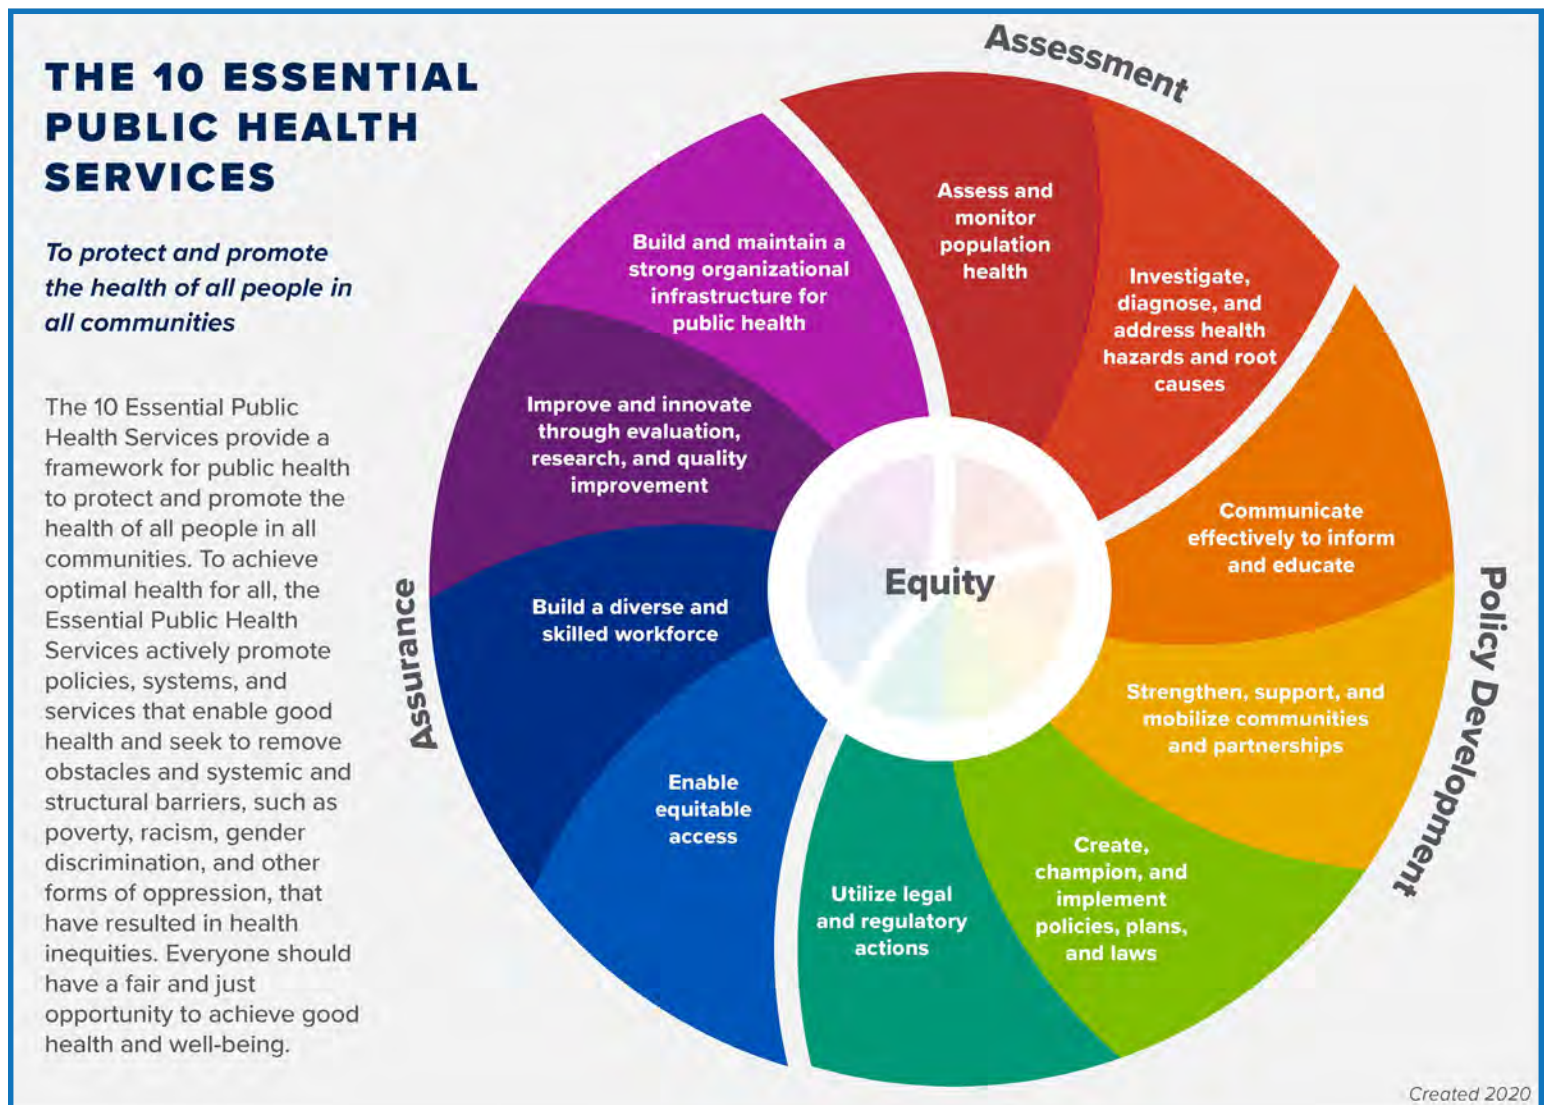 THE 10 ESSENTIAL
PUBLIC HEALTH
SERVICES
To protect and promote
the health of all people in
all communities
The 10 Essential Public
Health Services provide a
framework for public health
to protect and promote the
health of all people in all
communities. To achieve
optimal health for all, the
Essential Public Health
Services actively promote
policies, systems, and
services that enable good
health and seek to remove
obstacles and systemic and
structural barriers, such as
poverty, racism, gender
discrimination, and other
forms of oppression, that
have resulted in health
inequities. Everyone should
have a fair and just
opportunity to achieve good
health and well-being.
Assessment
Assess and
monitor
population
health
Investigate,
diagnose, and
address health
hazards and root
causes
Policy Development
Communicate
effectively to inform
and educate
Strengthen, support, and
mobilize communities
and partnerships
Create,
champion, and
implement
policies, plans,
and laws
Utilize legal
and regulatory
actions
Assurance
Enable
equitable
access
Build a diverse and
skilled workforce
Improve and innovate
through evaluation,
research, and quality
improvement
Build and maintain a
strong organizational
infrastructure for
public health
Equity
Created 2020